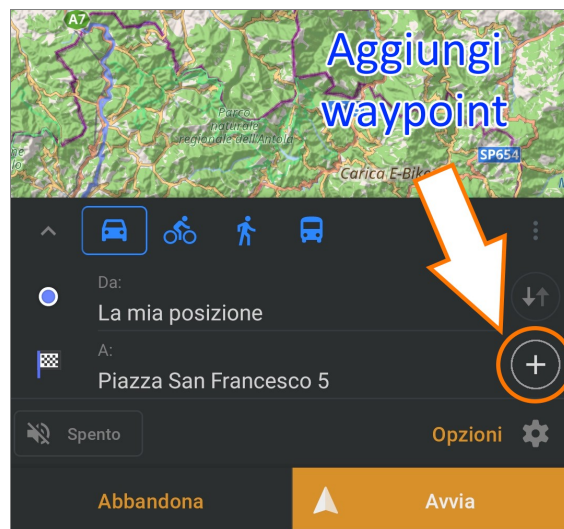 A7
Aggiungi
waypoint
Parco
naturale
regionale dell'Antola
SP654
Carica E-Bike
Da:
La mia posizione
A:
Piazza San Francesco 5
Spento
Opzioni
Abbandona
Avvia